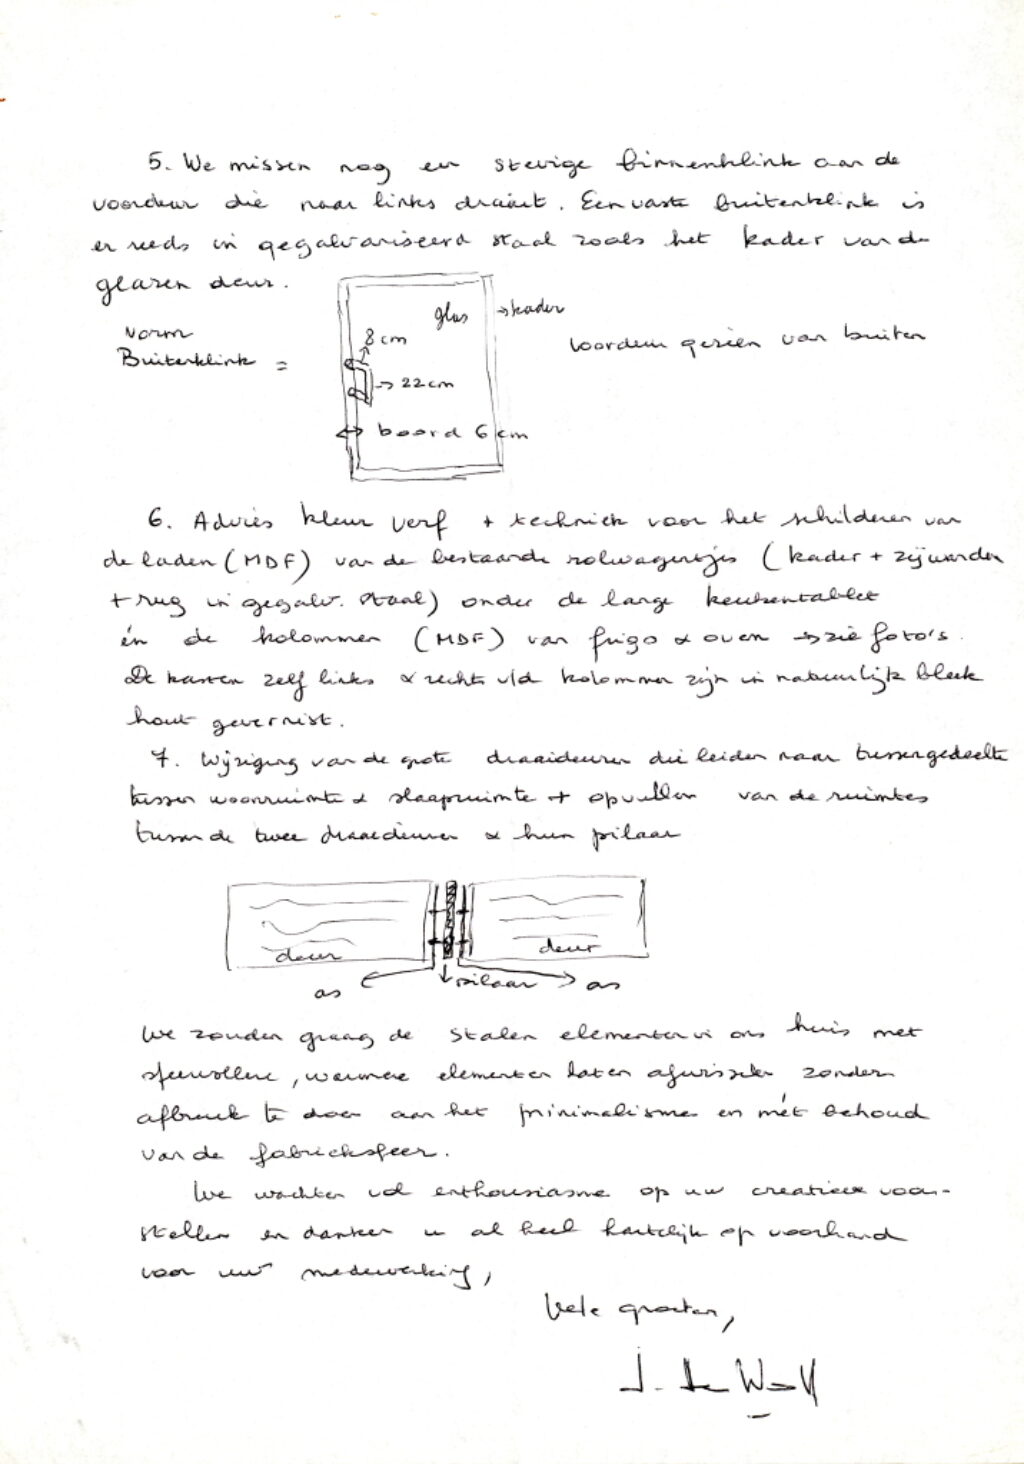 5. We missen nog een stevige binnenklink aan de
voordeur die naar links draait. Een vaste buitenklink is
er reeds in gegalvaniseerd staal zoals het kader van de
glazen deur.
glas
→ kader
Vorm
Buitenklink =
8 cm
→ 22 cm
Voordeur gezien van buiten
boord 6 cm
6. Advies kleur verf + techniek voor het schilderen van
de laden (MDF) van de bestaande rolwagentjes (kader + zijwanden
+ rug in gegalv. staal) onder de lange keukentablet
én de kolommen (MDF) van frigo & oven → zie foto's.
De kasten zelf links & rechts v/d kolommen zijn in natuurlijk bleek
hout gevernist.
7. Wijziging van de grote draaideuren die leiden naar tussengedeelte
tussen woonruimte & slaapruimte + opvullen van de ruimtes
tussen de twee draaideuren & hun pilaar
deur
deur
as
pilaar
as
We zouden graag de stalen elementen in ons huis met
sfeervollere, warmere elementen laten afwisselen zonder
afbreuk te doen aan het minimalisme en mét behoud
van de fabrieksfeer.
We wachten vol enthousiasme op uw creatieve voor-
stellen en danken u al heel hartelijk op voorhand
voor uw medewerking,
Vele groeten,
J. De